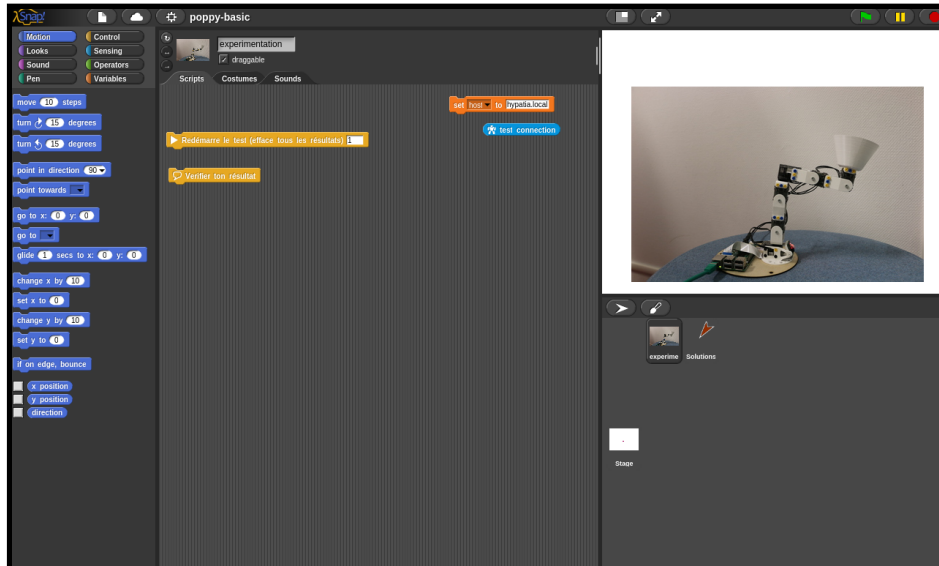 Snap!
poppy-basic
Motion
Control
Looks
Sensing
Sound
Operators
Pen
Variables
experimentation
draggable
Scripts
Costumes
Sounds
move 10 steps
turn 15 degrees
turn 15 degrees
point in direction 90
point towards
go to x: 0 y: 0
go to
glide 1 secs to x: 0 y: 0
change x by 10
set x to 0
change y by 10
set y to 0
if on edge, bounce
x position
y position
direction
set host to hypatia.local
test connection
Redémarre le test (efface tous les résultats) 1
Vérifier ton résultat
experime
Solutions
Stage